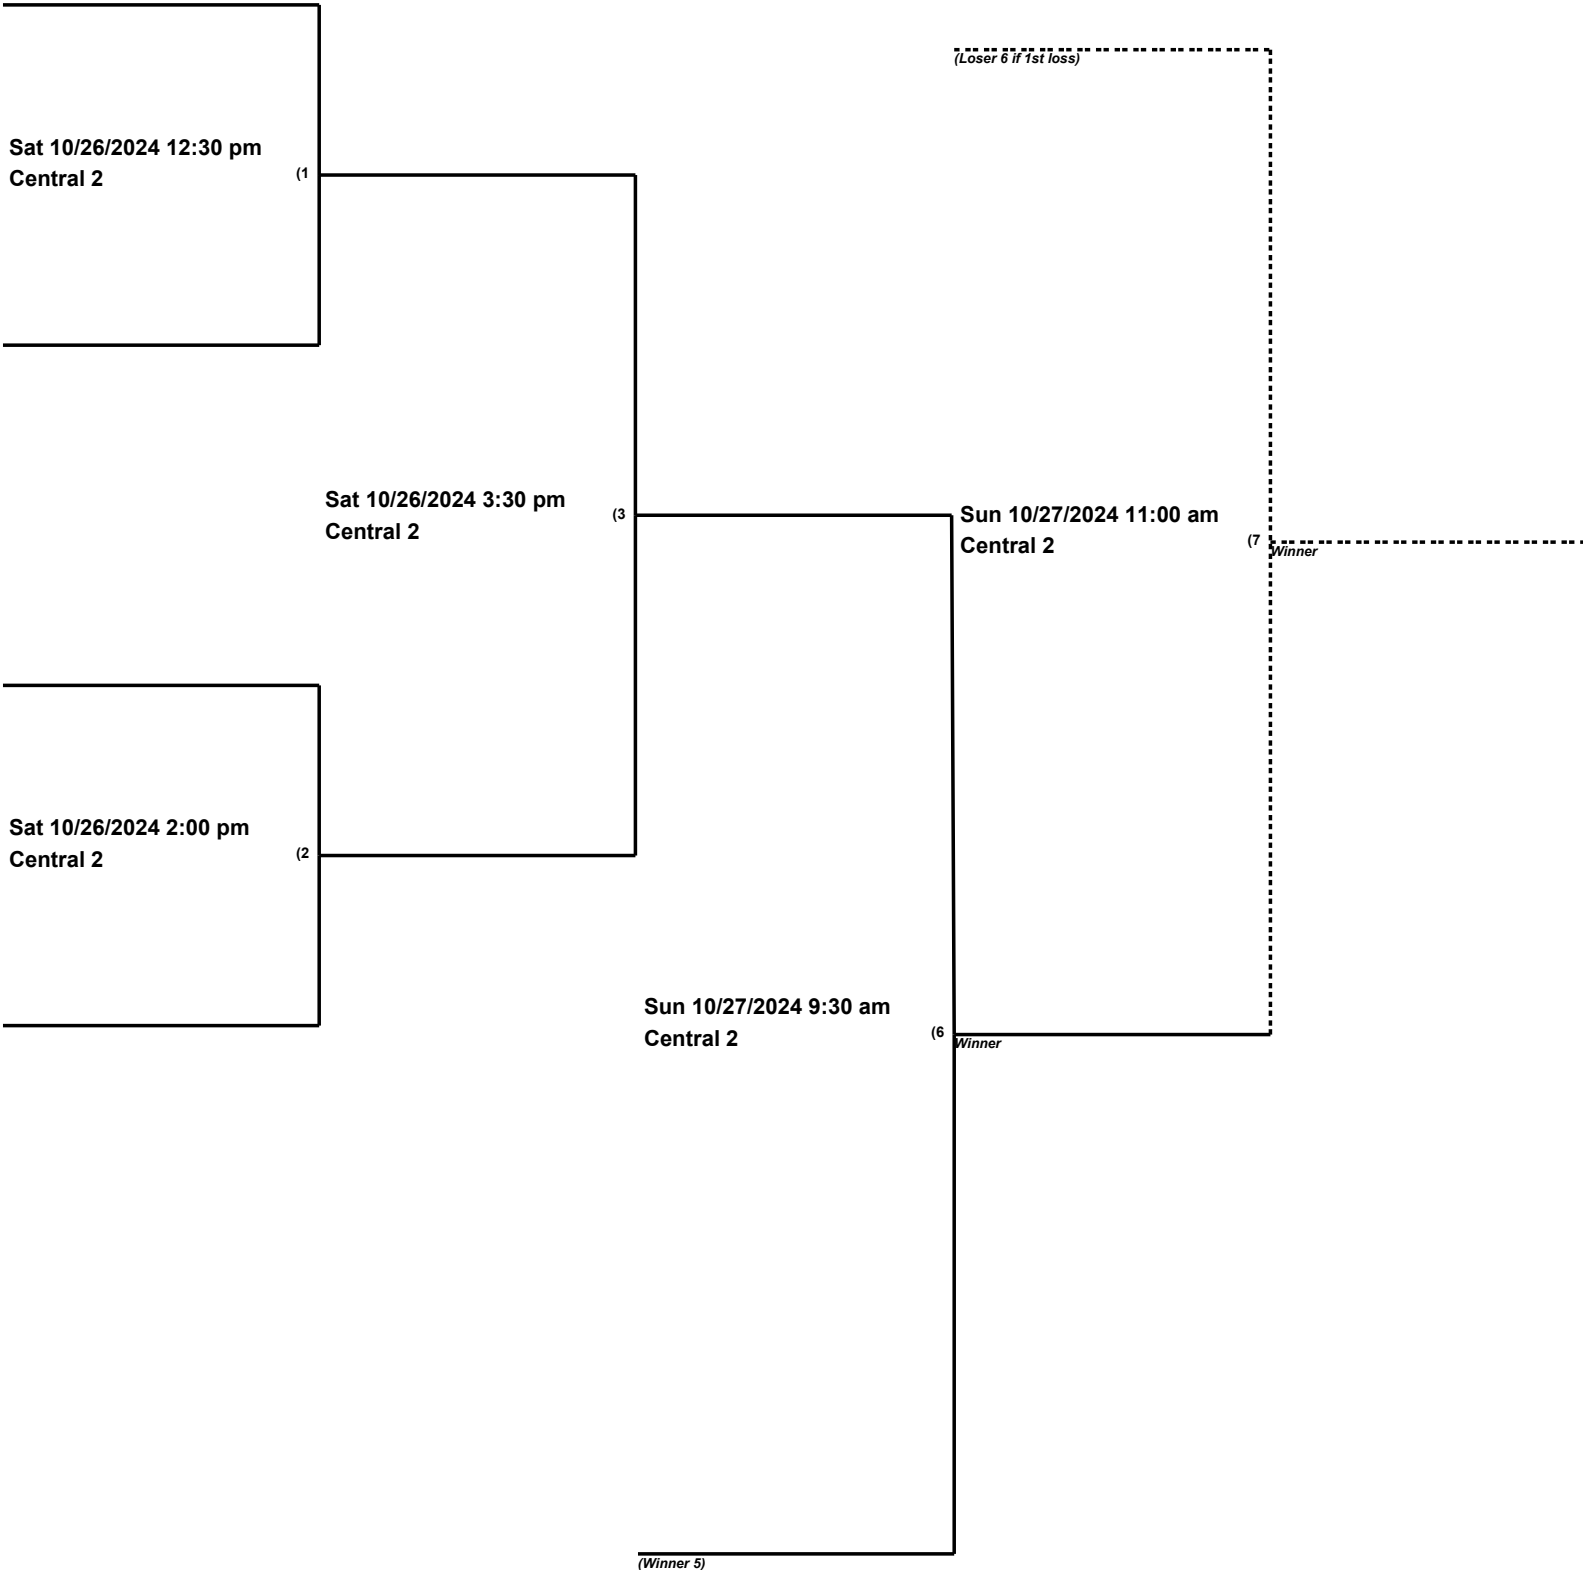 (Loser 6 if 1st loss)
Sat 10/26/2024 12:30 pm
Central 2
(1
Sat 10/26/2024 3:30 pm
Central 2
(3
Sun 10/27/2024 11:00 am
Central 2
(7
Winner
Sat 10/26/2024 2:00 pm
Central 2
(2
Sun 10/27/2024 9:30 am
Central 2
(6
Winner
(Winner 5)